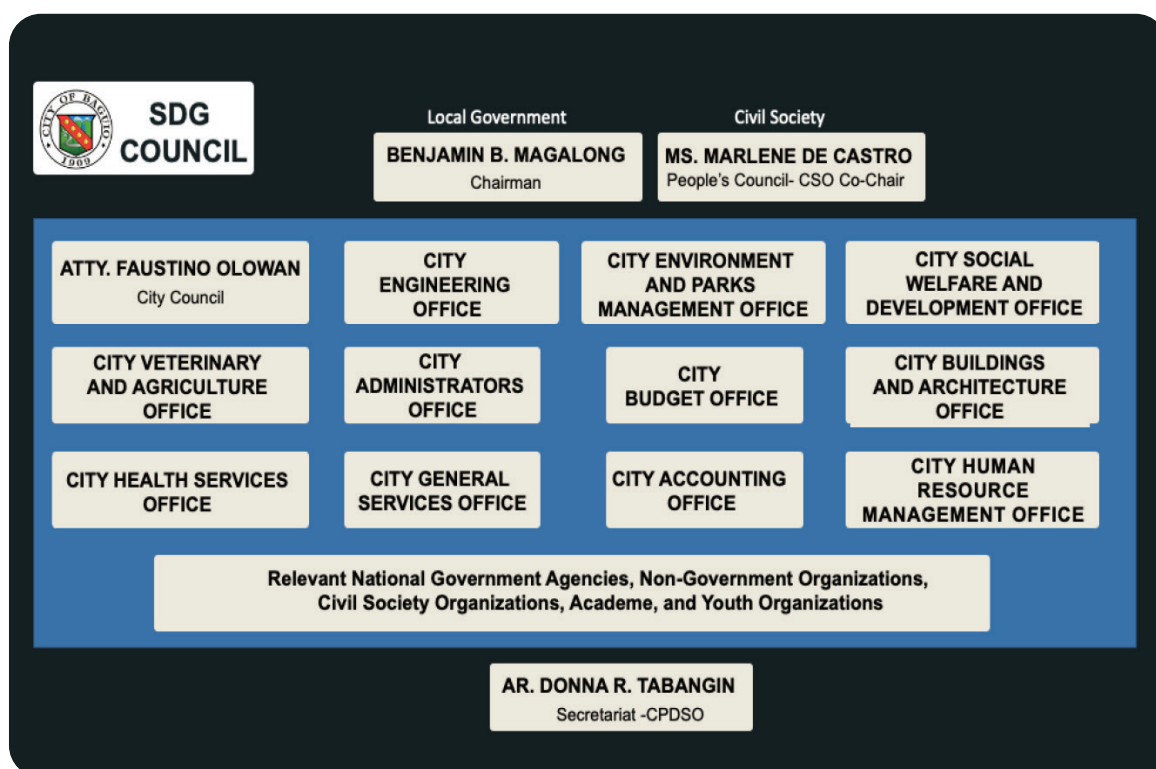 CITY OF BAGUIO
1909
SDG
COUNCIL
Local Government
BENJAMIN B. MAGALONG
Chairman
Civil Society
MS. MARLENE DE CASTRO
People's Council- CSO Co-Chair
ATTY. FAUSTINO OLOWAN
City Council
CITY
ENGINEERING
OFFICE
CITY ENVIRONMENT
AND PARKS
MANAGEMENT OFFICE
CITY SOCIAL
WELFARE AND
DEVELOPMENT OFFICE
CITY VETERINARY
AND AGRICULTURE
OFFICE
CITY
ADMINISTRATORS
OFFICE
CITY
BUDGET OFFICE
CITY BUILDINGS
AND ARCHITECTURE
OFFICE
CITY HEALTH SERVICES
OFFICE
CITY GENERAL
SERVICES OFFICE
CITY ACCOUNTING
OFFICE
CITY HUMAN
RESOURCE
MANAGEMENT OFFICE
Relevant National Government Agencies, Non-Government Organizations,
Civil Society Organizations, Academe, and Youth Organizations
AR. DONNA R. TABANGIN
Secretariat -CPDSO